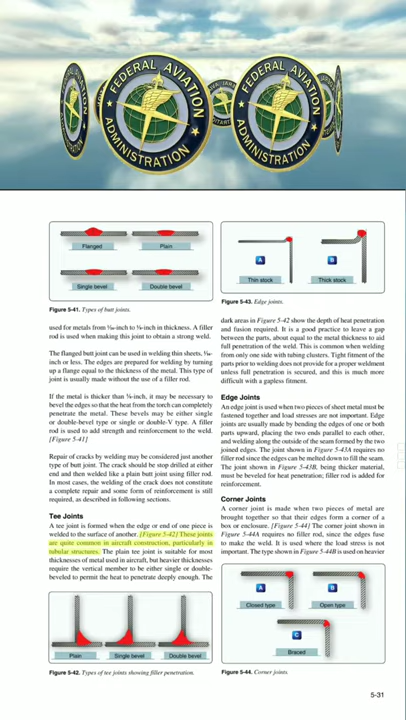 FEDERAL AVIATION
ADMINISTRATION
FEDERAL AVIATION
ADMINISTRATION
Flanged
Plain
Single bevel
Double bevel
Figure 5-41. Types of butt joints.
used for metals from 1⁄16-inch to 1⁄8-inch in thickness. A filler
rod is used when making this joint to obtain a strong weld.
The flanged butt joint can be used in welding thin sheets, 1⁄16-
inch or less. The edges are prepared for welding by turning
up a flange equal to the thickness of the metal. This type of
joint is usually made without the use of a filler rod.
If the metal is thicker than 1⁄8-inch, it may be necessary to
bevel the edges so that the heat from the torch can completely
penetrate the metal. These bevels may be either single
or double-bevel type or single or double-V type. A filler
rod is used to add strength and reinforcement to the weld.
[Figure 5-41]
Repair of cracks by welding may be considered just another
type of butt joint. The crack should be stop drilled at either
end and then welded like a plain butt joint using filler rod.
In most cases, the welding of the crack does not constitute
a complete repair and some form of reinforcement is still
required, as described in following sections.
Tee Joints
A tee joint is formed when the edge or end of one piece is
welded to the surface of another. [Figure 5-42] These joints
are quite common in aircraft construction, particularly in
tubular structures. The plain tee joint is suitable for most
thicknesses of metal used in aircraft, but heavier thicknesses
require the vertical member to be either single or double-
beveled to permit the heat to penetrate deeply enough. The
Plain
Single bevel
Double bevel
Figure 5-42. Types of tee joints showing filler penetration.
A
B
Thin stock
Thick stock
Figure 5-43. Edge joints.
dark areas in Figure 5-42 show the depth of heat penetration
and fusion required. It is a good practice to leave a gap
between the parts, about equal to the metal thickness to aid
full penetration of the weld. This is common when welding
from only one side with tubing clusters. Tight fitment of the
parts prior to welding does not provide for a proper weldment
unless full penetration is secured, and this is much more
difficult with a gapless fitment.
Edge Joints
An edge joint is used when two pieces of sheet metal must be
fastened together and load stresses are not important. Edge
joints are usually made by bending the edges of one or both
parts upward, placing the two ends parallel to each other,
and welding along the outside of the seam formed by the two
joined edges. The joint shown in Figure 5-43A requires no
filler rod since the edges can be melted down to fill the seam.
The joint shown in Figure 5-43B, being thicker material,
must be beveled for heat penetration; filler rod is added for
reinforcement.
Corner Joints
A corner joint is made when two pieces of metal are
brought together so that their edges form a corner of a
box or enclosure. [Figure 5-44] The corner joint shown in
Figure 5-44A requires no filler rod, since the edges fuse
to make the weld. It is used where the load stress is not
important. The type shown in Figure 5-44B is used on heavier
A
B
Closed type
Open type
C
Braced
Figure 5-44. Corner joints.
5-31